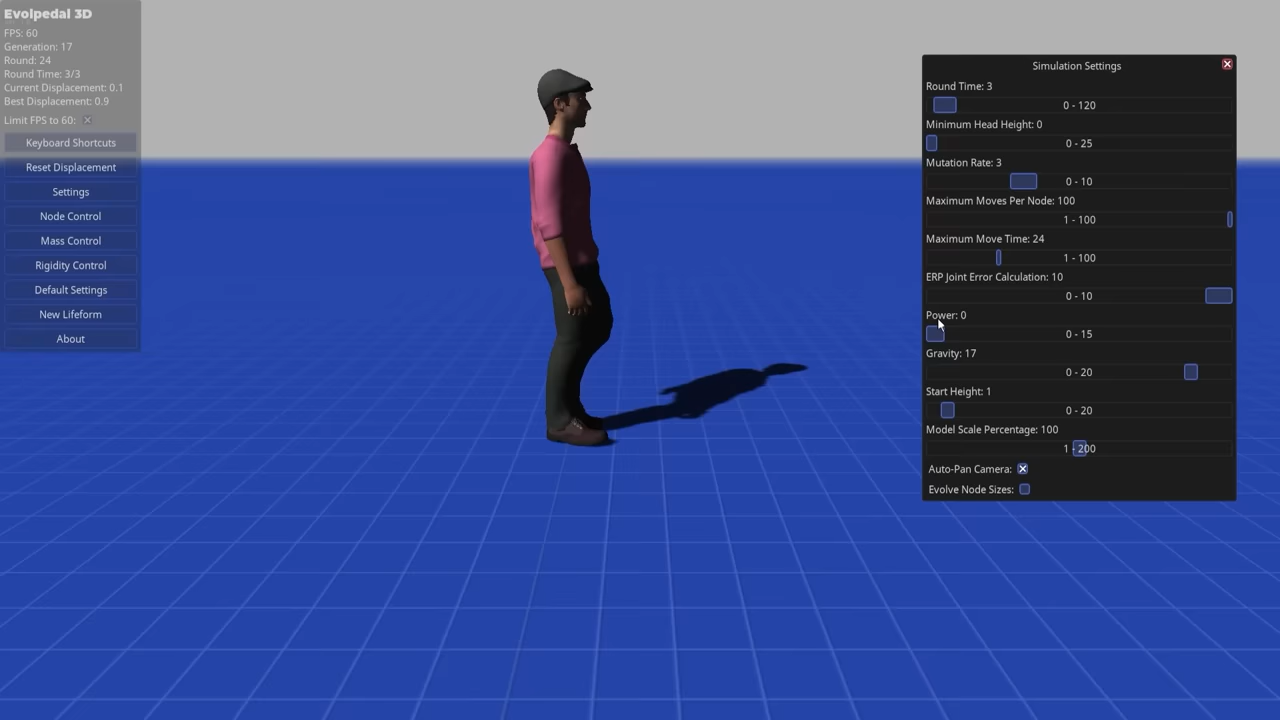 Evolpedal 3D
FPS: 60
Generation: 17
Round: 24
Round Time: 3/3
Current Displacement: 0.1
Best Displacement: 0.9
Limit FPS to 60:
Keyboard Shortcuts
Reset Displacement
Settings
Node Control
Mass Control
Rigidity Control
Default Settings
New Lifeform
About
Simulation Settings
Round Time: 3
0 - 120
Minimum Head Height: 0
0 - 25
Mutation Rate: 3
0 - 10
Maximum Moves Per Node: 100
1 - 100
Maximum Move Time: 24
1 - 100
ERP Joint Error Calculation: 10
0 - 10
Power: 0
0 - 15
Gravity: 17
0 - 20
Start Height: 1
0 - 20
Model Scale Percentage: 100
1 - 200
Auto-Pan Camera:
Evolve Node Sizes: